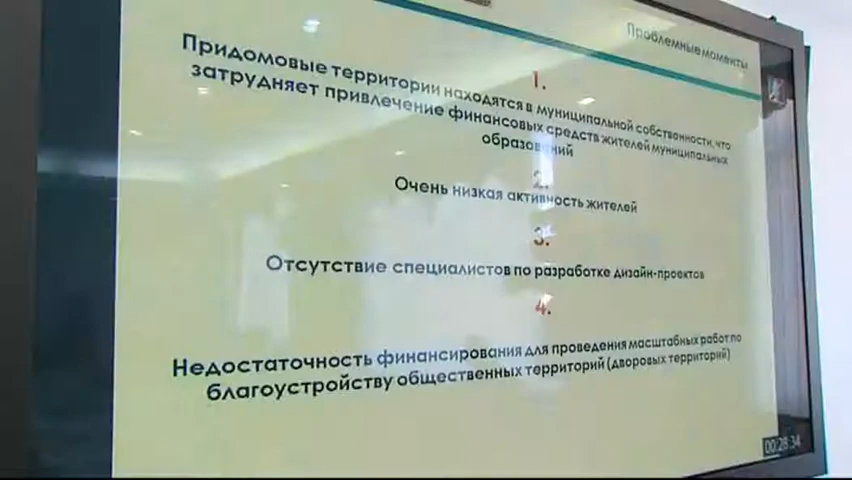 Проблемные моменты
1.
Придомовые территории находятся в муниципальной собственности, что
затрудняет привлечение финансовых средств жителей муниципальных
образований
2.
Очень низкая активность жителей
3.
Отсутствие специалистов по разработке дизайн-проектов
4.
Недостаточность финансирования для проведения масштабных работ по
благоустройству общественных территорий (дворовых территорий)
00:28:34